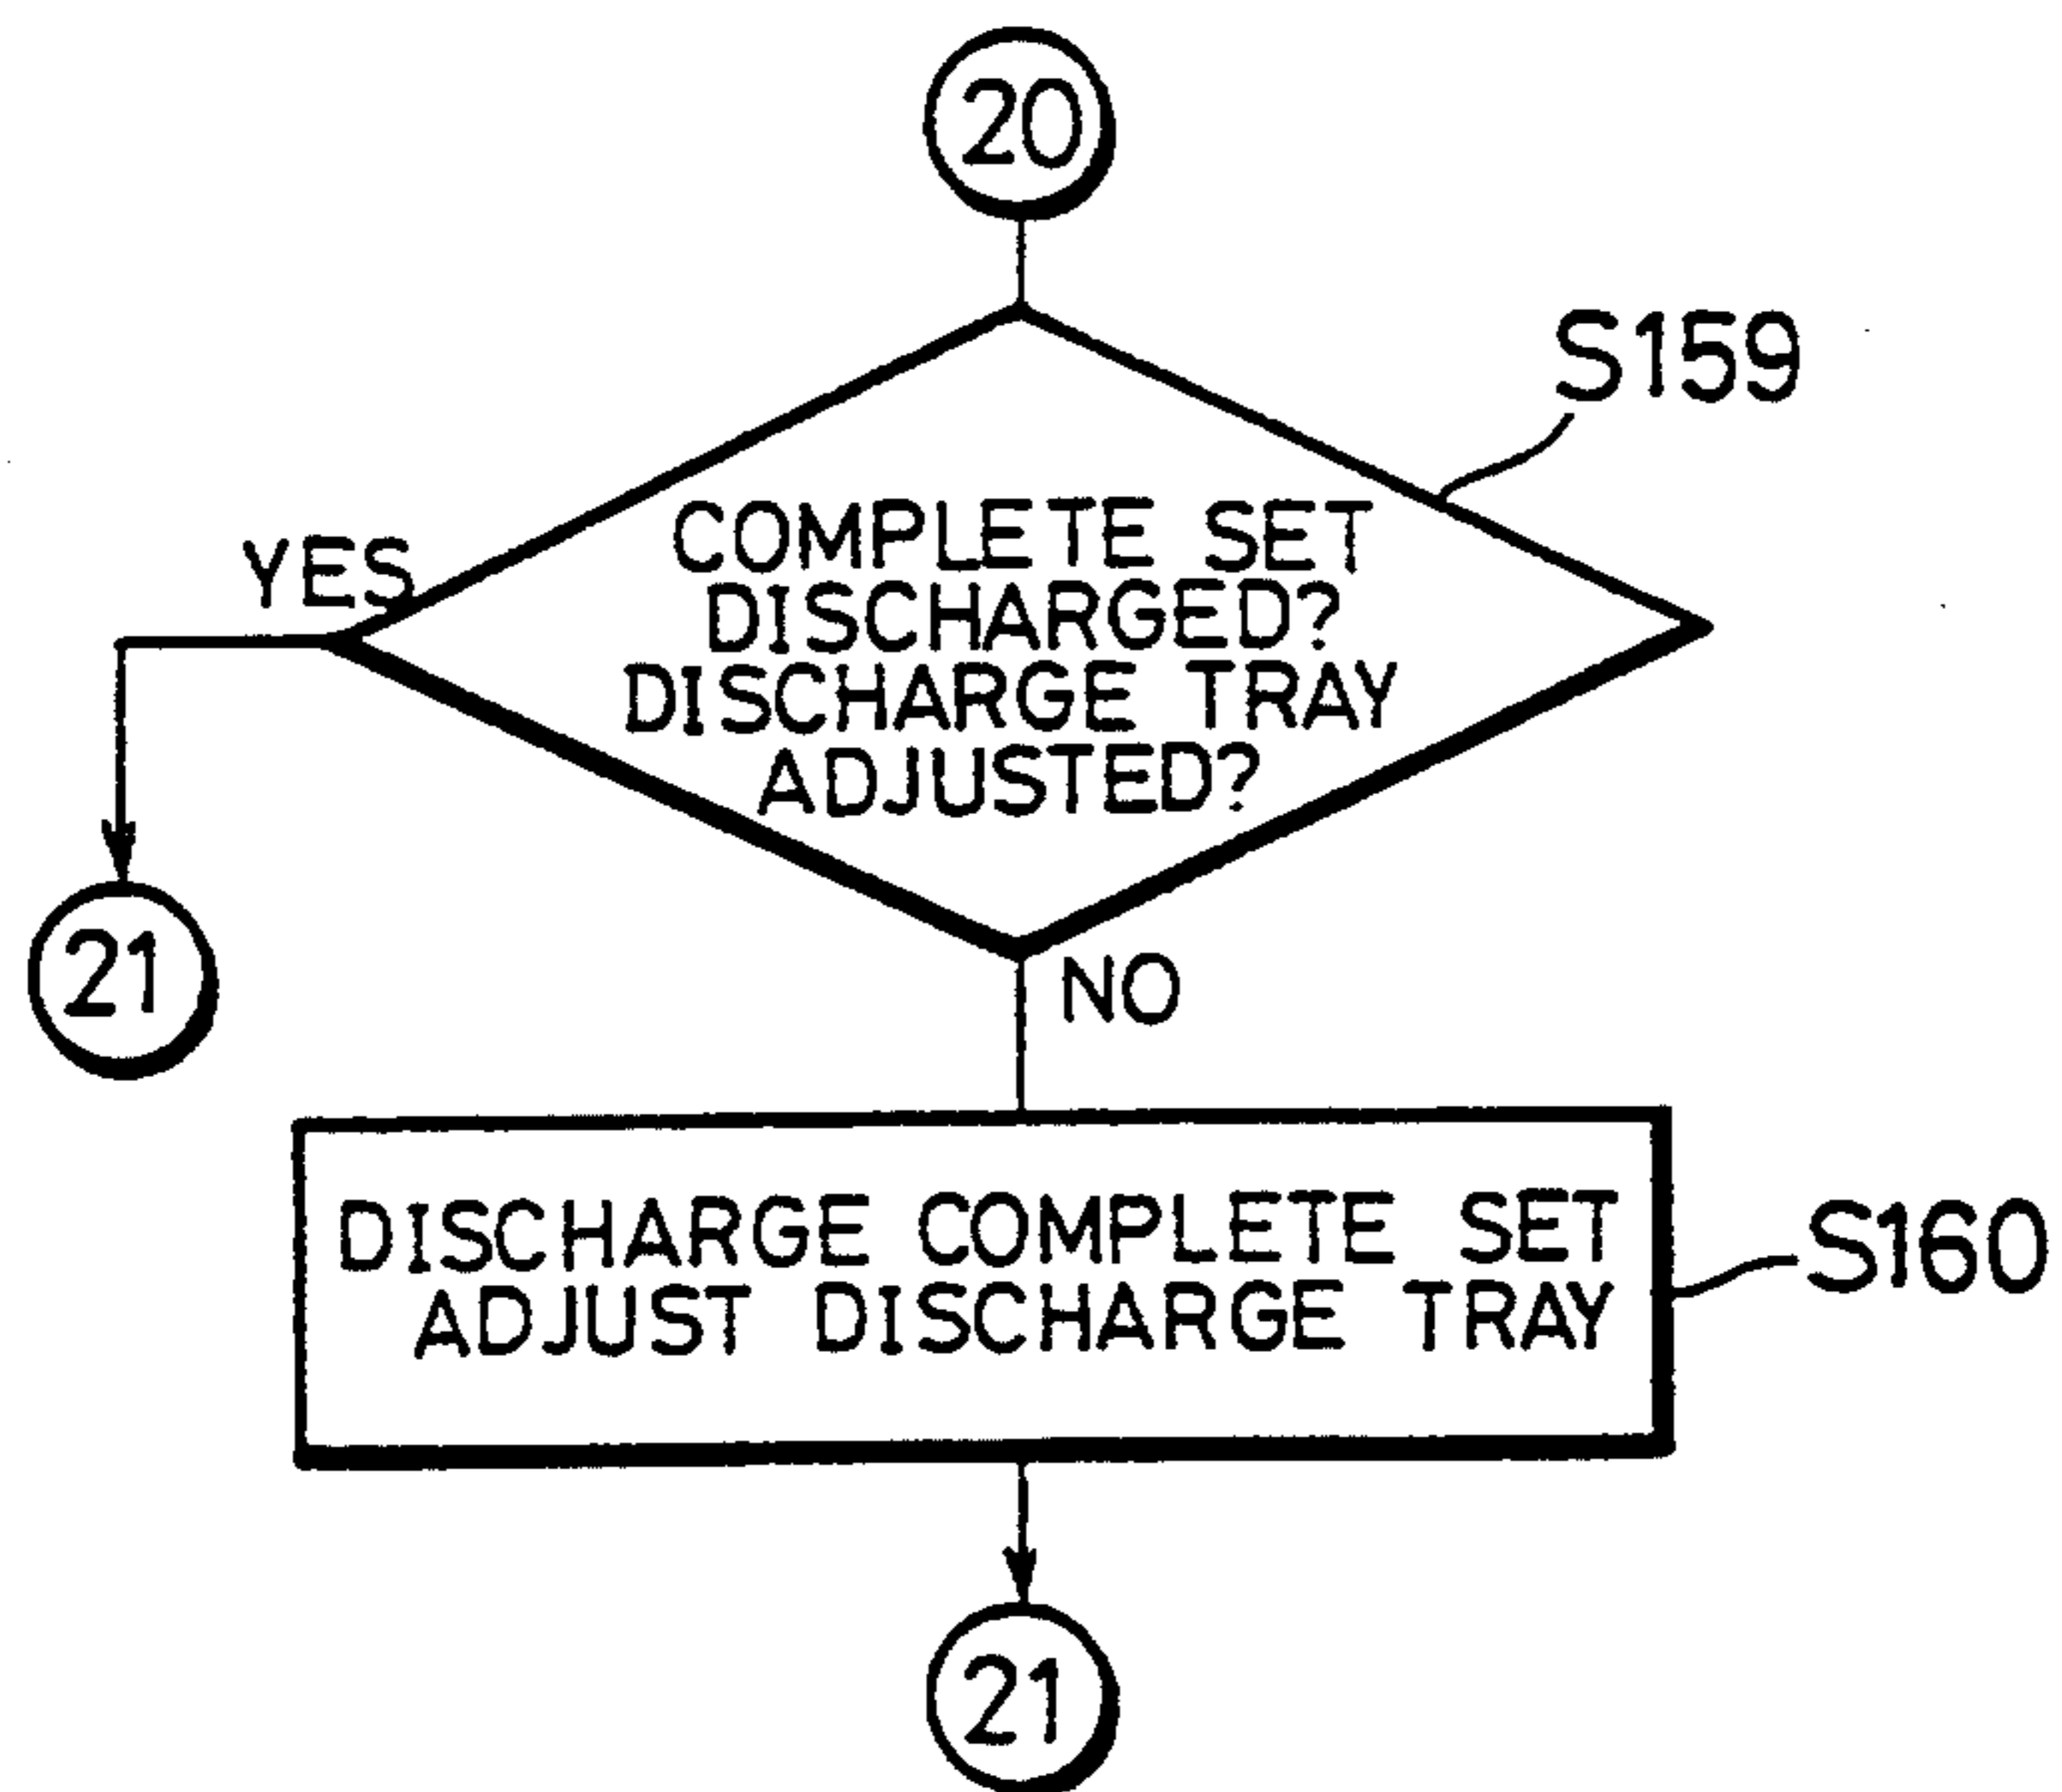 20
S159
YES
COMPLETE SET
DISCHARGED?
DISCHARGE TRAY
ADJUSTED?
21
NO
DISCHARGE COMPLETE SET
ADJUST DISCHARGE TRAY
S160
21